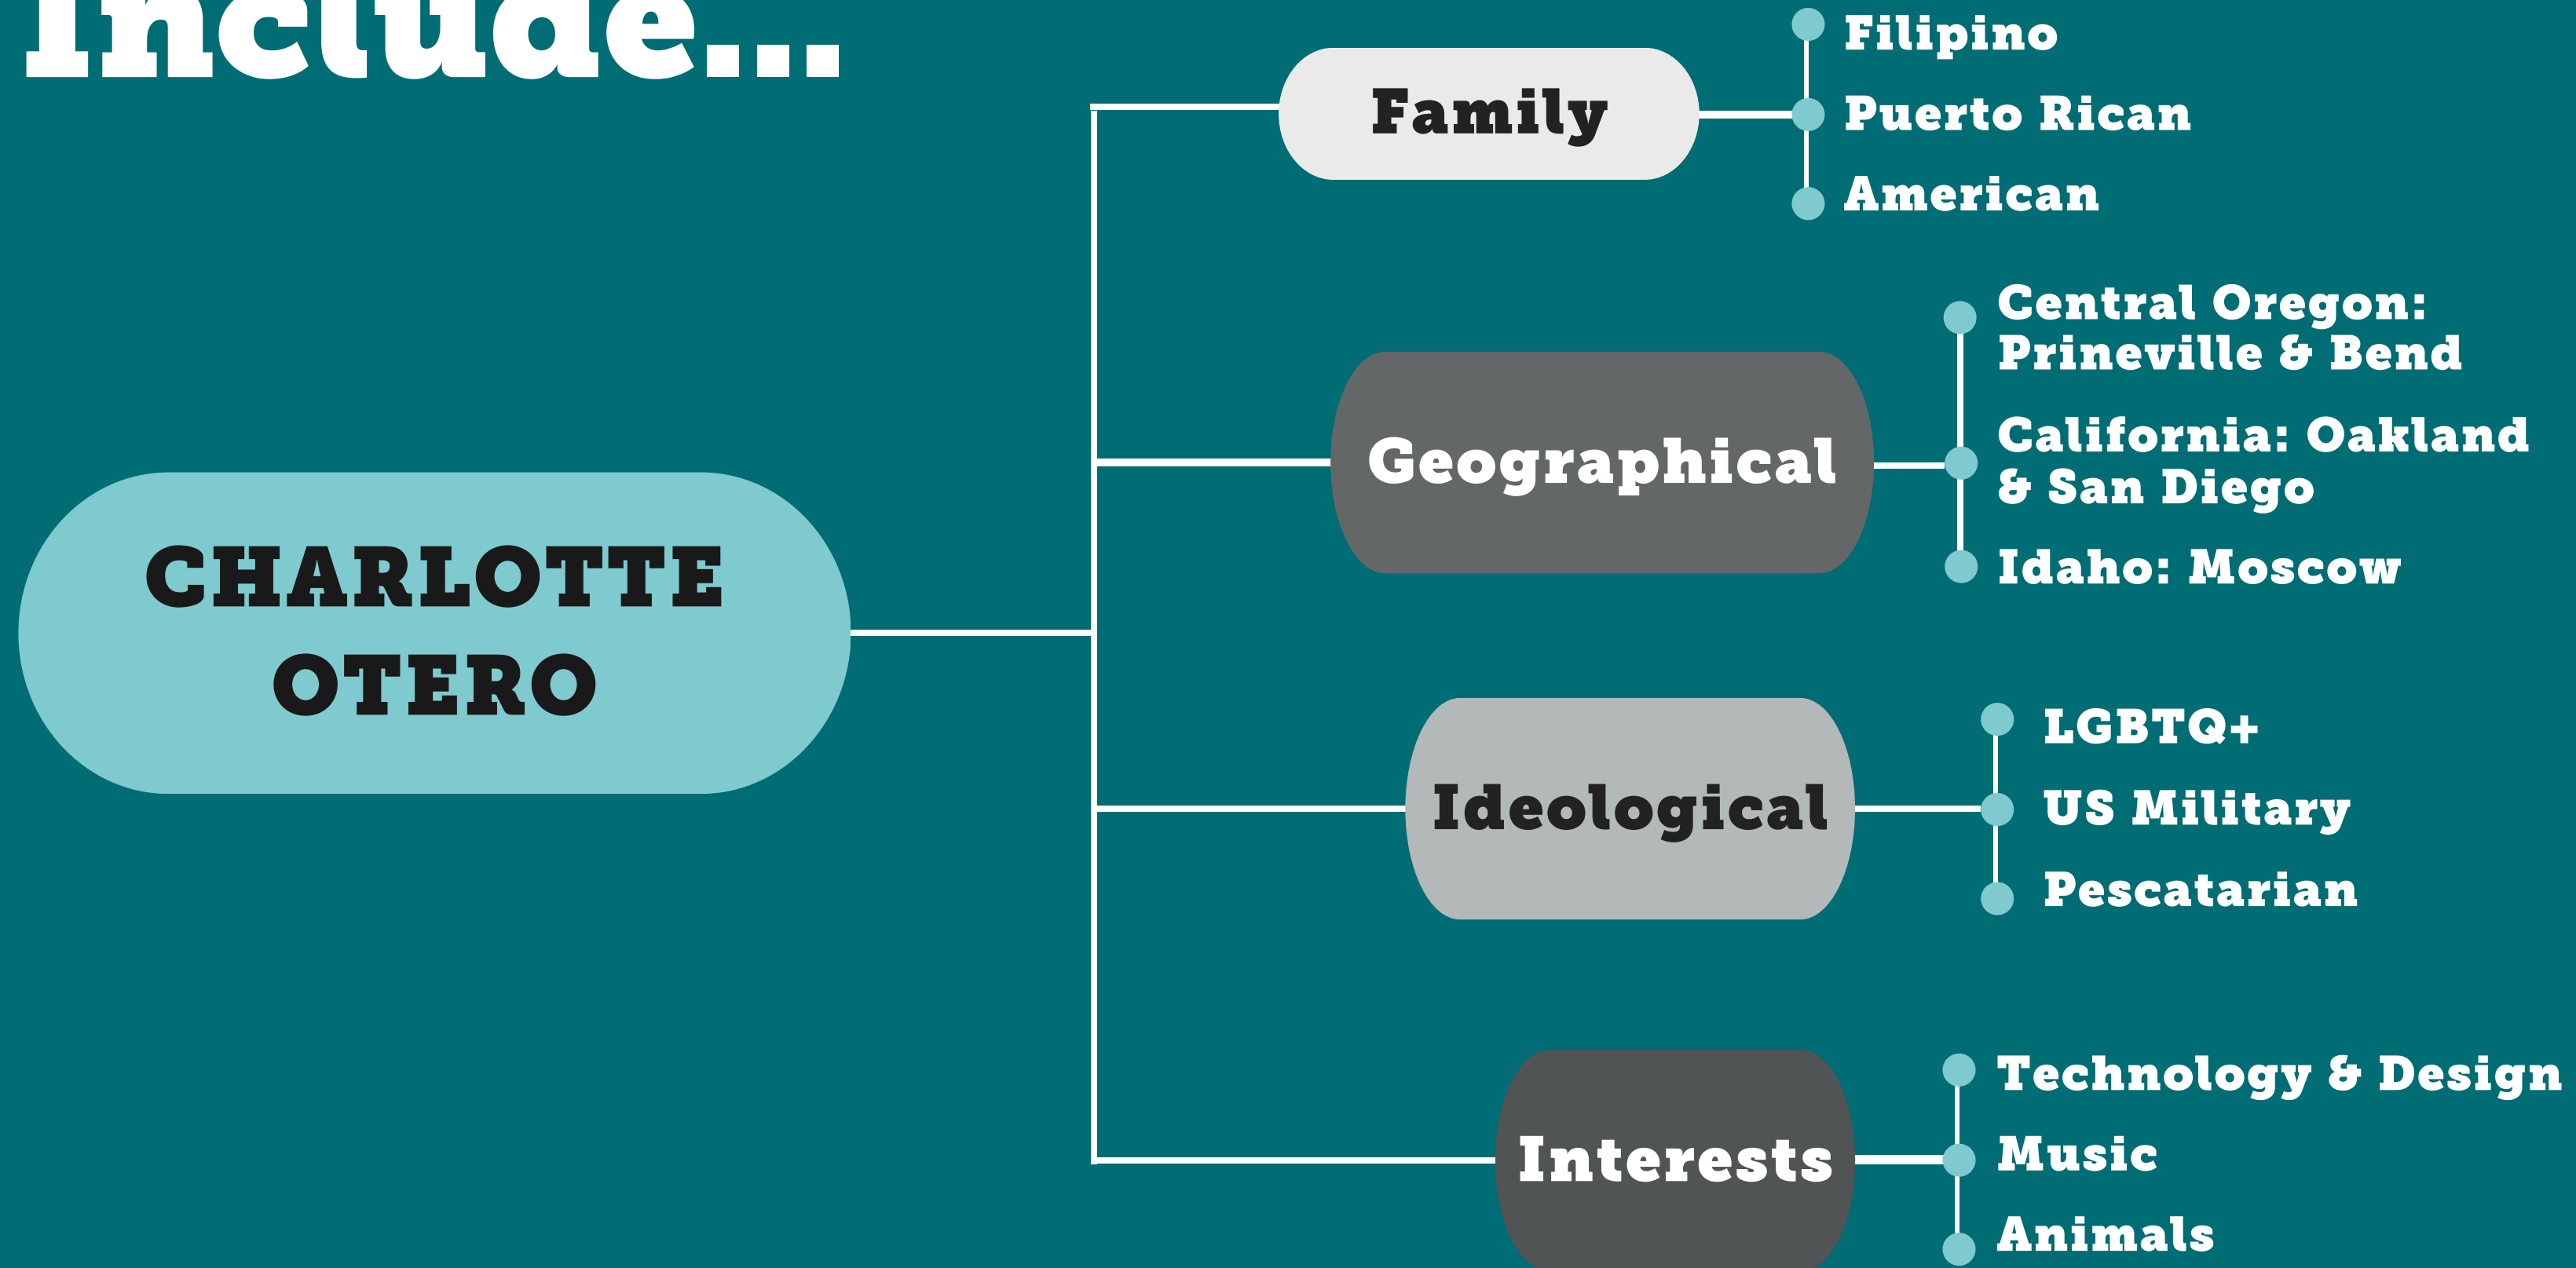 Include...
CHARLOTTE
OTERO
Family
Filipino
Puerto Rican
American
Geographical
Central Oregon:
Prineville & Bend
California: Oakland
& San Diego
Idaho: Moscow
Ideological
LGBTQ+
US Military
Pescatarian
Interests
Technology & Design
Music
Animals